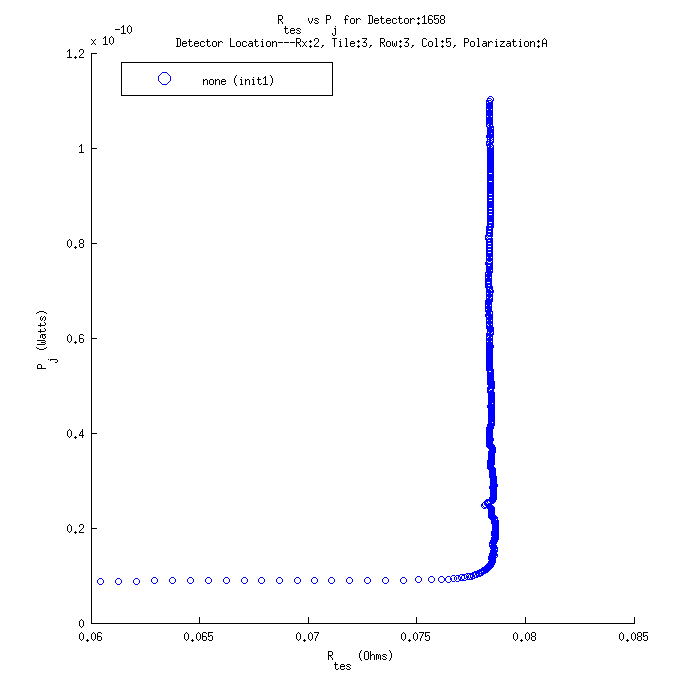 R_tes vs P_j for Detector:1658
x 10^-10
Detector Location---Rx:2, Tile:3, Row:3, Col:5, Polarization:A
none (init1)
1.2
1
0.8
0.6
0.4
0.2
0
P_j (Watts)
0.06 0.065 0.07 0.075 0.08 0.085
R_tes (Ohms)